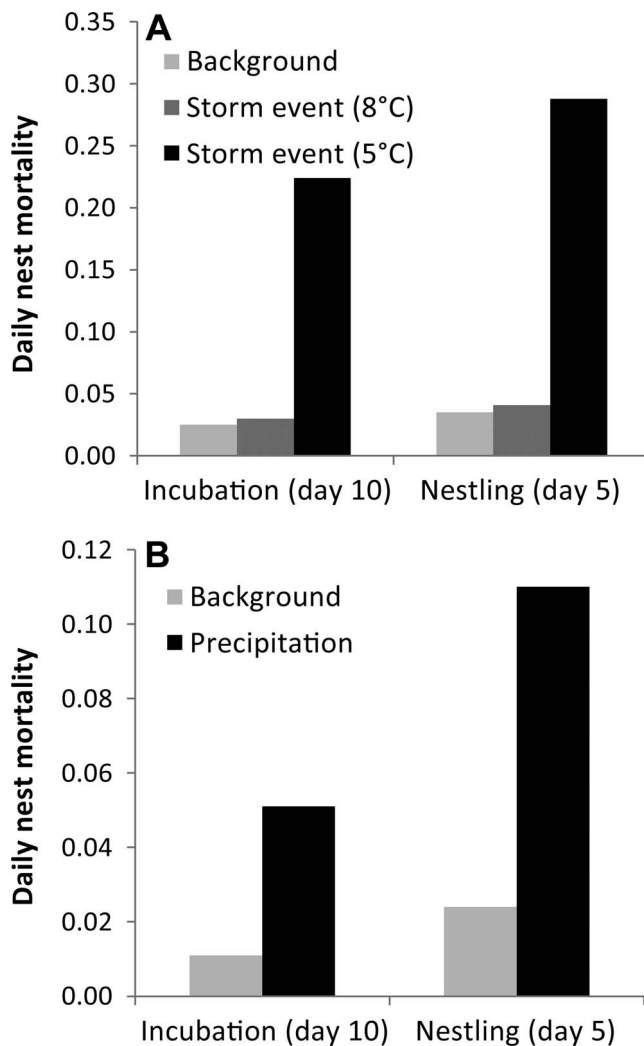 A
Background
Storm event (8°C)
Storm event (5°C)
Daily nest mortality
0.35
0.30
0.25
0.20
0.15
0.10
0.05
0.00
Incubation (day 10) Nestling (day 5)
B
Background
Precipitation
Daily nest mortality
0.12
0.10
0.08
0.06
0.04
0.02
0.00
Incubation (day 10) Nestling (day 5)